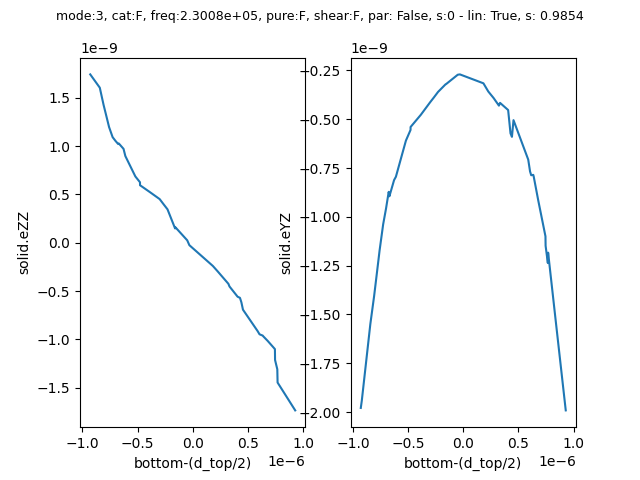 mode:3, cat:F, freq:2.3008e+05, pure:F, shear:F, par: False, s:0 - lin: True, s: 0.9854
1e−9
1.5
1.0
0.5
0.0
−0.5
−1.0
−1.5
solid.eZZ
−1.0
−0.5
0.0
0.5
1.0
bottom-(d_top/2)
1e−6
1e−9
−0.25
−0.50
−0.75
−1.00
−1.25
−1.50
−1.75
−2.00
solid.eYZ
−1.0
−0.5
0.0
0.5
1.0
bottom-(d_top/2)
1e−6